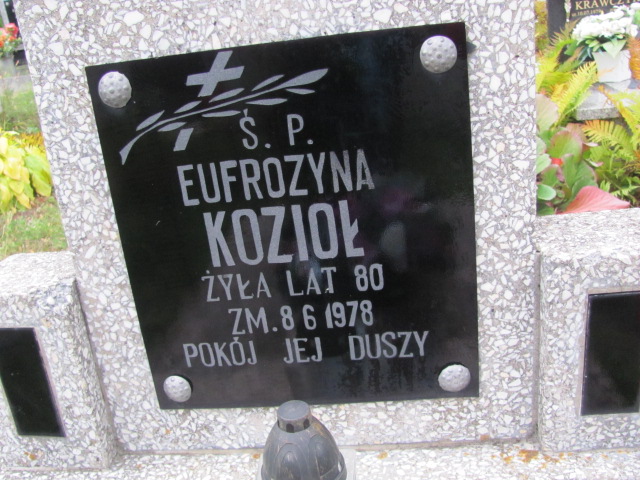 Ś. P.
EUFROZYNA
KOZIOŁ
ŻYŁA LAT 80
ZM. 8 6 1978
POKÓJ JEJ DUSZY